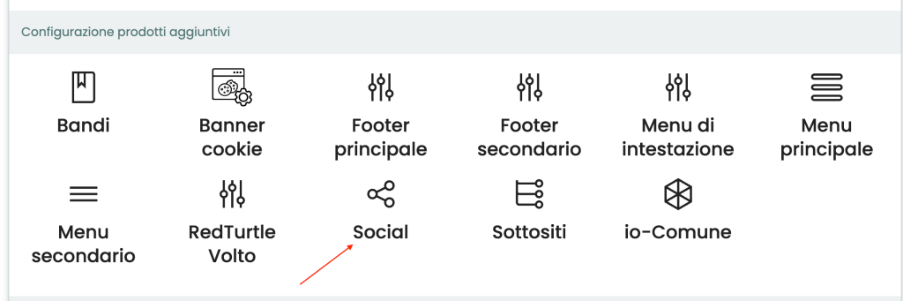 Configurazione prodotti aggiuntivi
Bandi
Banner
cookie
Footer
principale
Footer
secondario
Menu di
intestazione
Menu
principale
Menu
secondario
RedTurtle
Volto
Social
Sottositi
io-Comune